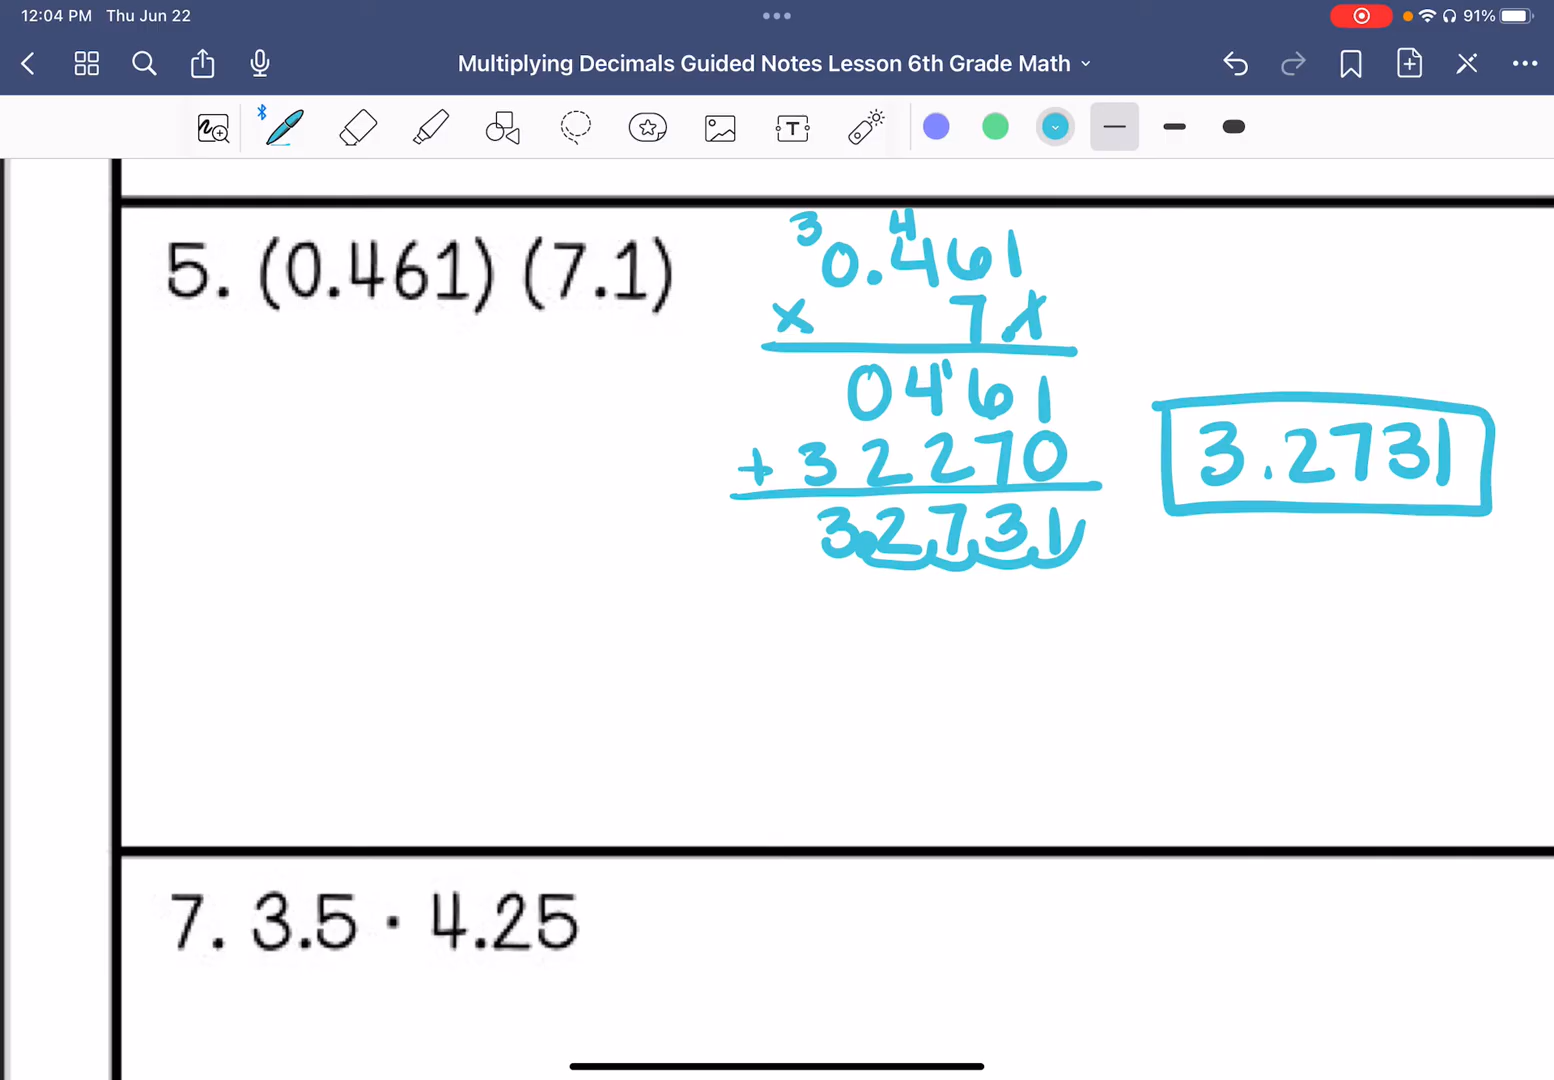 12:04 PM Thu Jun 22
91%
Multiplying Decimals Guided Notes Lesson 6th Grade Math
T
5. (0.461) (7.1)
3 4
0.461
x 7.1
0461
1
+ 32270
3.2731
3.2731
7. 3.5 · 4.25